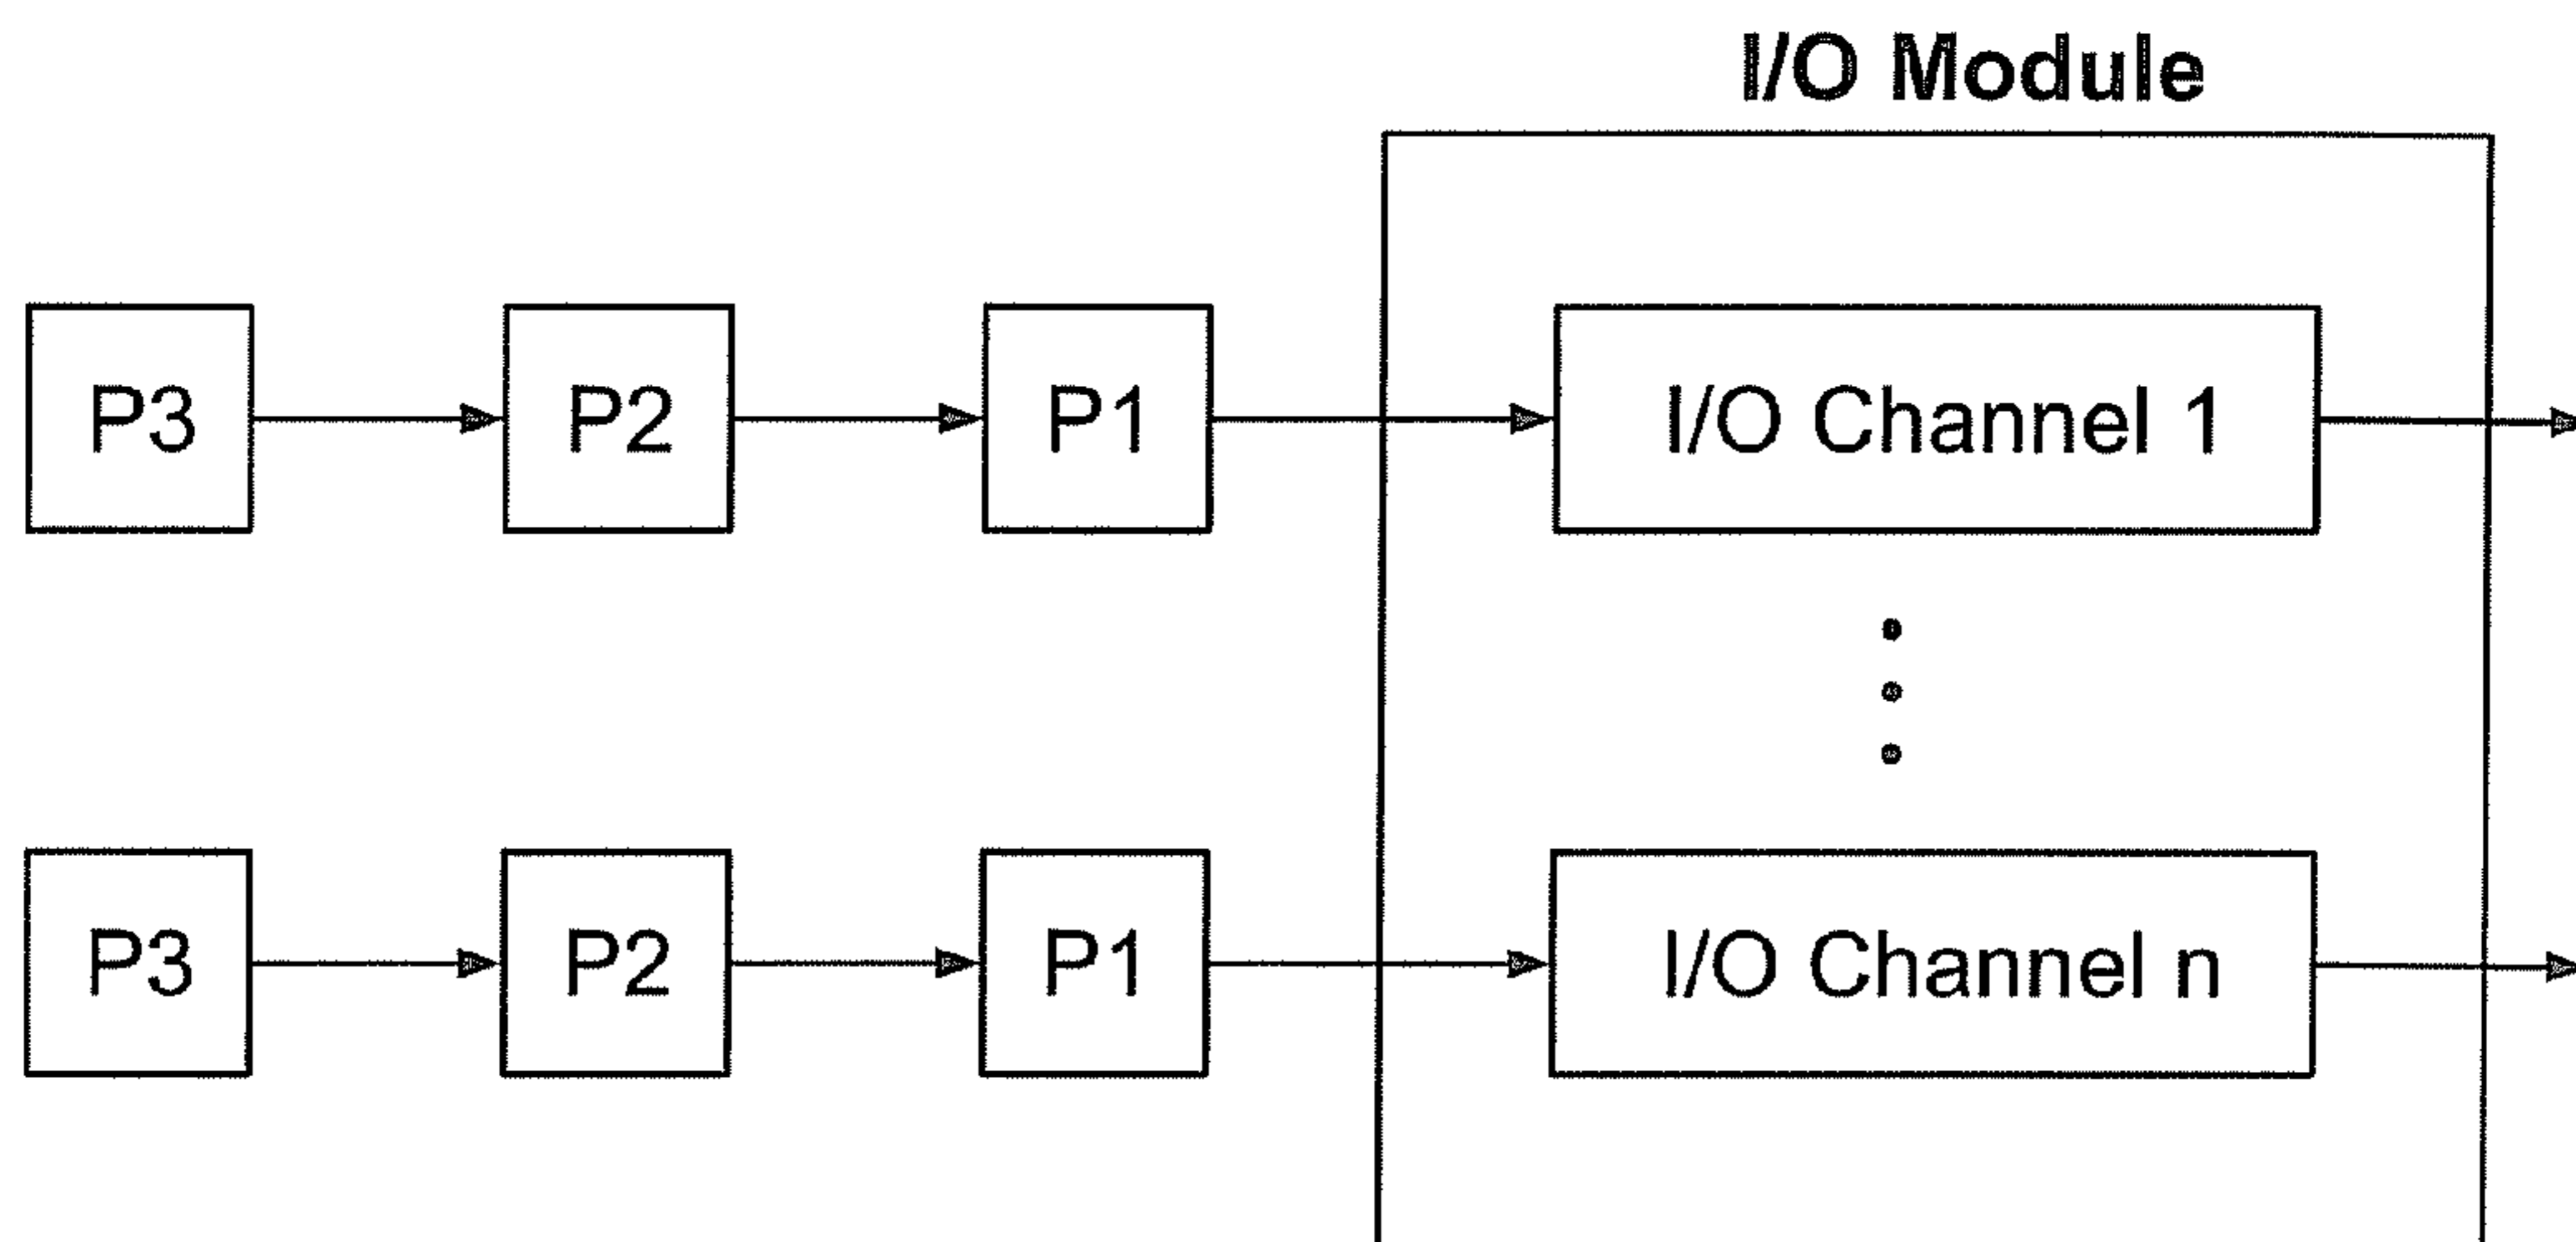 I/O Module
P3
P2
P1
I/O Channel 1
P3
P2
P1
I/O Channel n